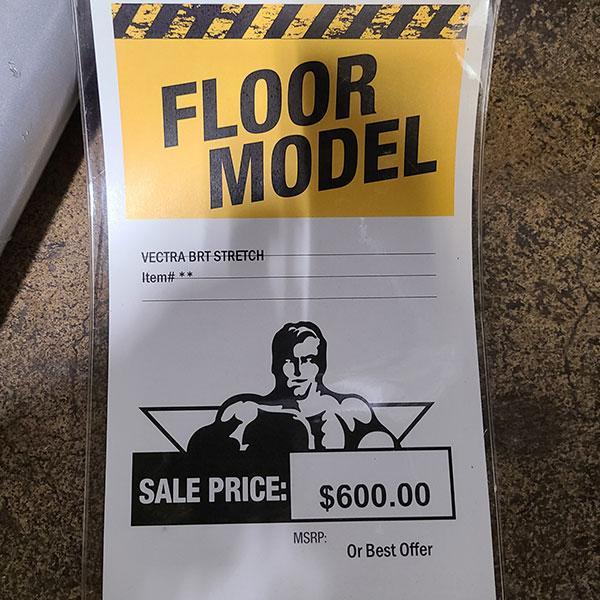 FLOOR
MODEL
VECTRA BRT STRETCH
Item# **
SALE PRICE: $600.00
MSRP:
Or Best Offer